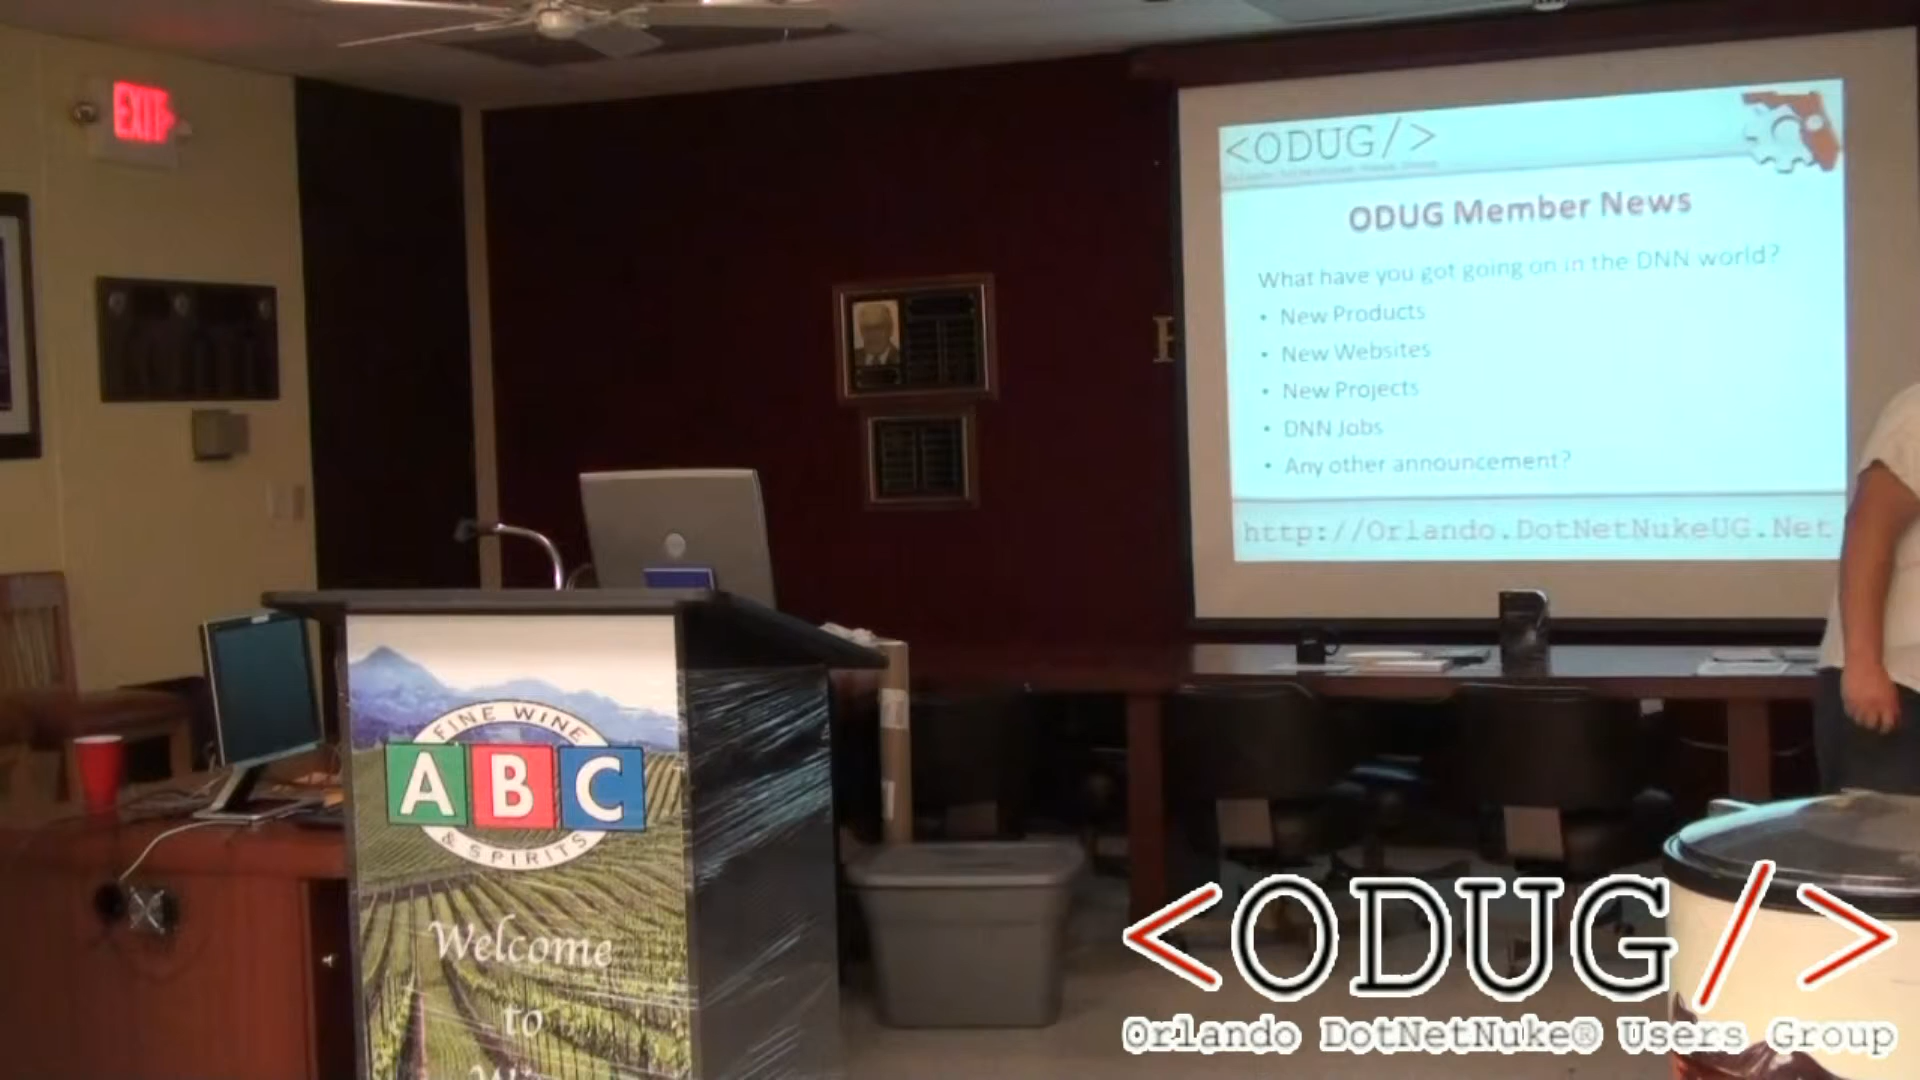 EXIT
<ODUG/>
ODUG Member News
What have you got going on in the DNN world?
• New Products
• New Websites
• New Projects
• DNN Jobs
• Any other announcement?
http://Orlando.DotNetNukeUG.Net
FINE WINE
ABC
& SPIRITS
Welcome
to
<ODUG/>
Orlando DotNetNuke® Users Group